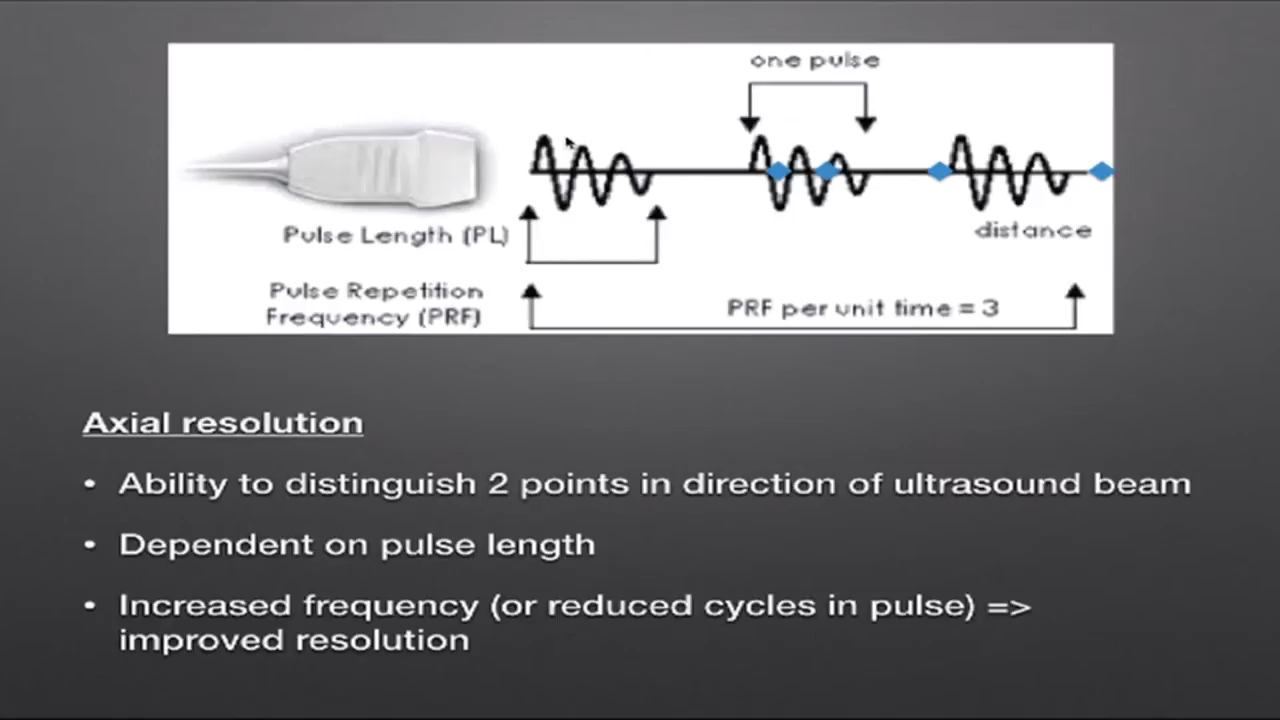 one pulse
Pulse Length (PL)
distance
Pulse Repetition
Frequency (PRF)
PRF per unit time = 3
Axial resolution
• Ability to distinguish 2 points in direction of ultrasound beam
• Dependent on pulse length
• Increased frequency (or reduced cycles in pulse) =>
improved resolution